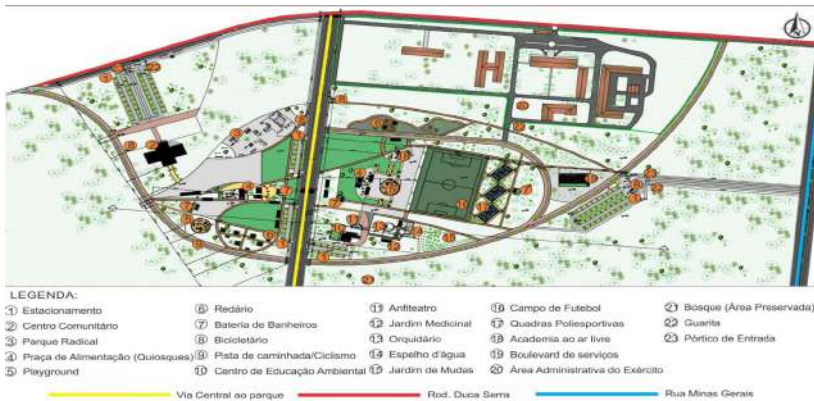 LEGENDA:
1 Estacionamento
2 Centro Comunitário
3 Parque Radical
4 Praça de Alimentação (Quiosques)
5 Playground
6 Redário
7 Bateria de Banheiros
8 Bicicletário
9 Pista de caminhada/Ciclismo
10 Centro de Educação Ambiental
11 Anfiteatro
12 Jardim Medicinal
13 Orquidário
14 Espelho d'água
15 Jardim de Mudas
16 Campo de Futebol
17 Quadras Poliesportivas
18 Academia ao ar livre
19 Boulevard de serviços
20 Área Administrativa do Exército
21 Bosque (Área Preservada)
22 Guarita
23 Pórtico de Entrada
Via Central ao parque
Rod. Duca Serra
Rua Minas Gerais